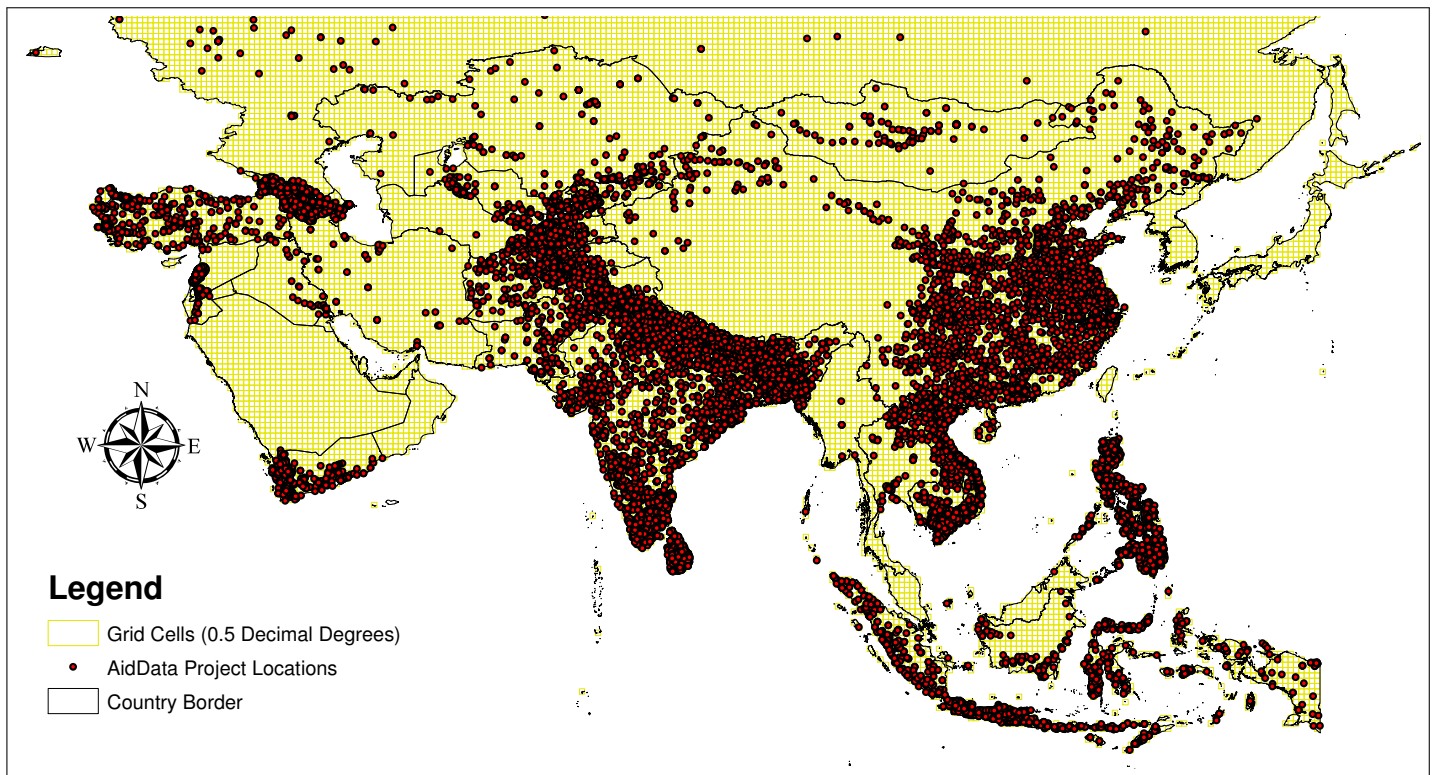 N
W E
S
Legend
Grid Cells (0.5 Decimal Degrees)
AidData Project Locations
Country Border